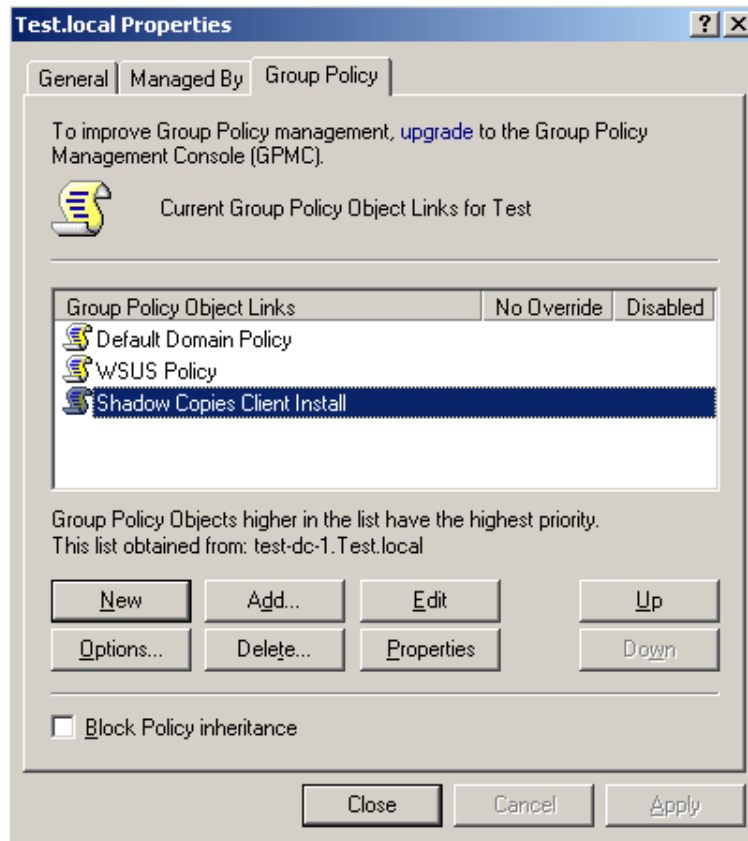 Test.local Properties
General Managed By Group Policy
To improve Group Policy management, upgrade to the Group Policy
Management Console (GPMC).
Current Group Policy Object Links for Test
Group Policy Object Links No Override Disabled
Default Domain Policy
WSUS Policy
Shadow Copies Client Install
Group Policy Objects higher in the list have the highest priority.
This list obtained from: test-dc-1.Test.local
New Add... Edit Up
Options... Delete... Properties Down
Block Policy inheritance
Close Cancel Apply